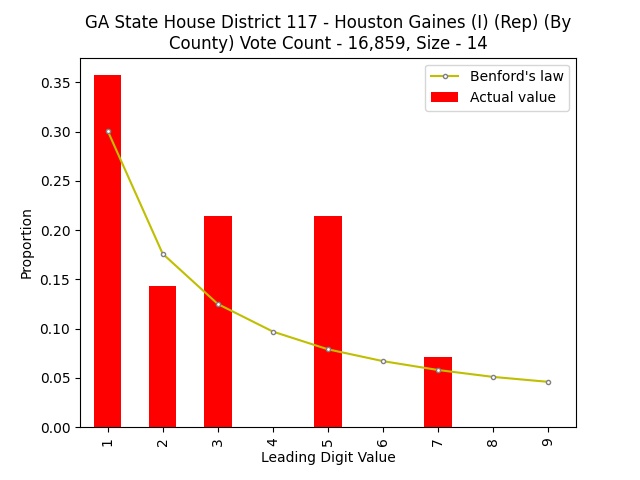 GA State House District 117 - Houston Gaines (I) (Rep) (By
County) Vote Count - 16,859, Size - 14
Benford's law
Actual value
Proportion
0.35
0.30
0.25
0.20
0.15
0.10
0.05
0.00
1 2 3 4 5 6 7 8 9
Leading Digit Value